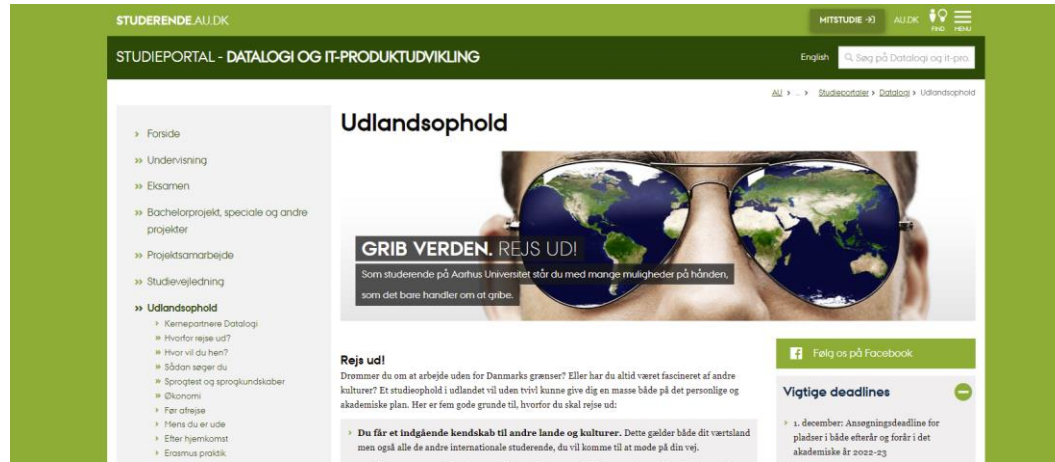 STUDERENDE.AU.DK
MITSTUDIE
AU.DK
FIND
MENU
STUDIEPORTAL - DATALOGI OG IT-PRODUKTUDVIKLING
English
Søg på Datalogi og it-pro.
AU > .. > Studieportaler > Datalogi > Udlandsophold
› Forside
» Undervisning
» Eksamen
» Bachelorprojekt, speciale og andre
projekter
» Projektsamarbejde
» Studievejledning
» Udlandsophold
› Kernepartnere Datalogi
» Hvorfor rejse ud?
» Hvor vil du hen?
» Sådan søger du
» Sprogtest og sprogkundskaber
» Økonomi
› Før afrejse
› Mens du er ude
› Efter hjemkomst
› Erasmus praktik
Udlandsophold
GRIB VERDEN. REJS UD!
Som studerende på Aarhus Universitet står du med mange muligheder på hånden,
som det bare handler om at gribe.
Rejs ud!
Drømmer du om at arbejde uden for Danmarks grænser? Eller har du altid været fascineret af andre
kulturer? Et studieophold i udlandet vil uden tvivl kunne give dig en masse både på det personlige og
akademiske plan. Her er fem gode grunde til, hvorfor du skal rejse ud:
› Du får et indgående kendskab til andre lande og kulturer. Dette gælder både dit værtsland
men også alle de andre internationale studerende, du vil komme til at møde på din vej.
Følg os på Facebook
Vigtige deadlines
› 1. december: Ansøgningsdeadline for
pladser i både efterår og forår i det
akademiske år 2022-23